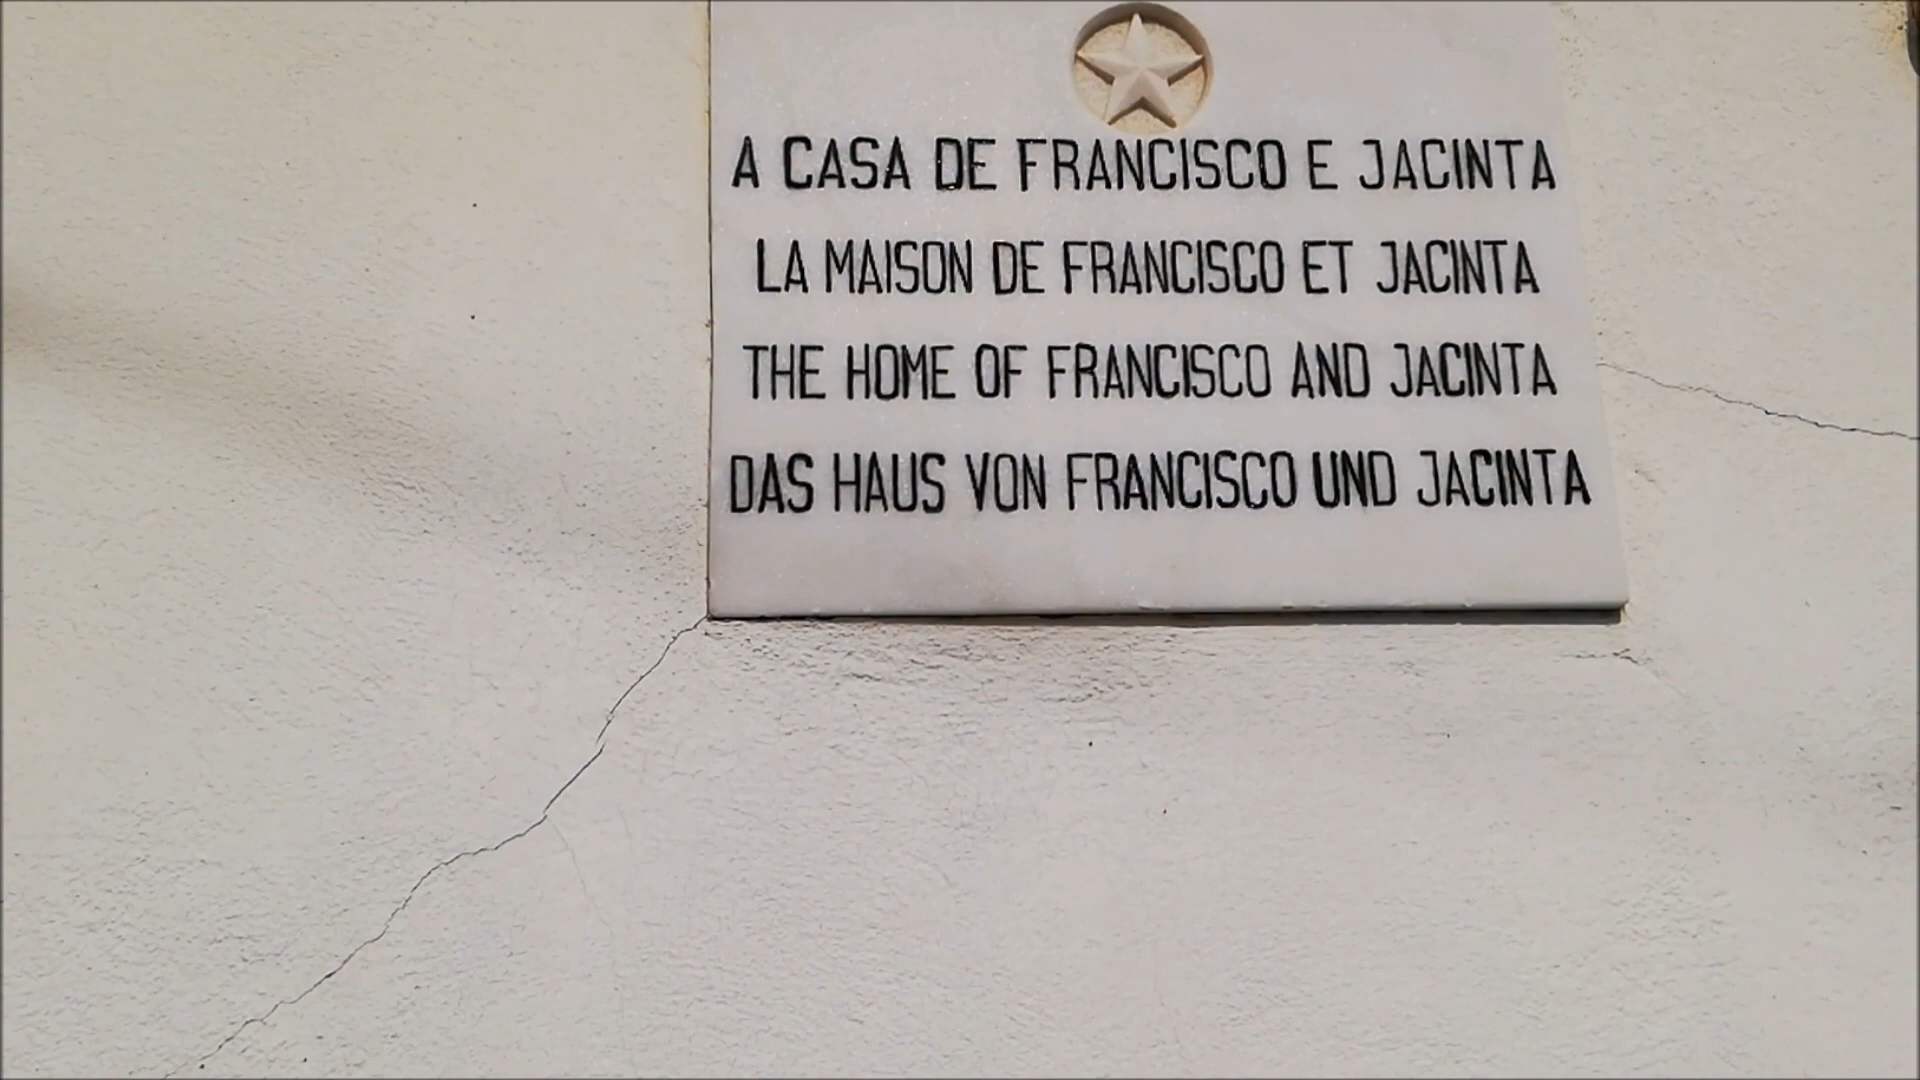 A CASA DE FRANCISCO E JACINTA
LA MAISON DE FRANCISCO ET JACINTA
THE HOME OF FRANCISCO AND JACINTA
DAS HAUS VON FRANCISCO UND JACINTA